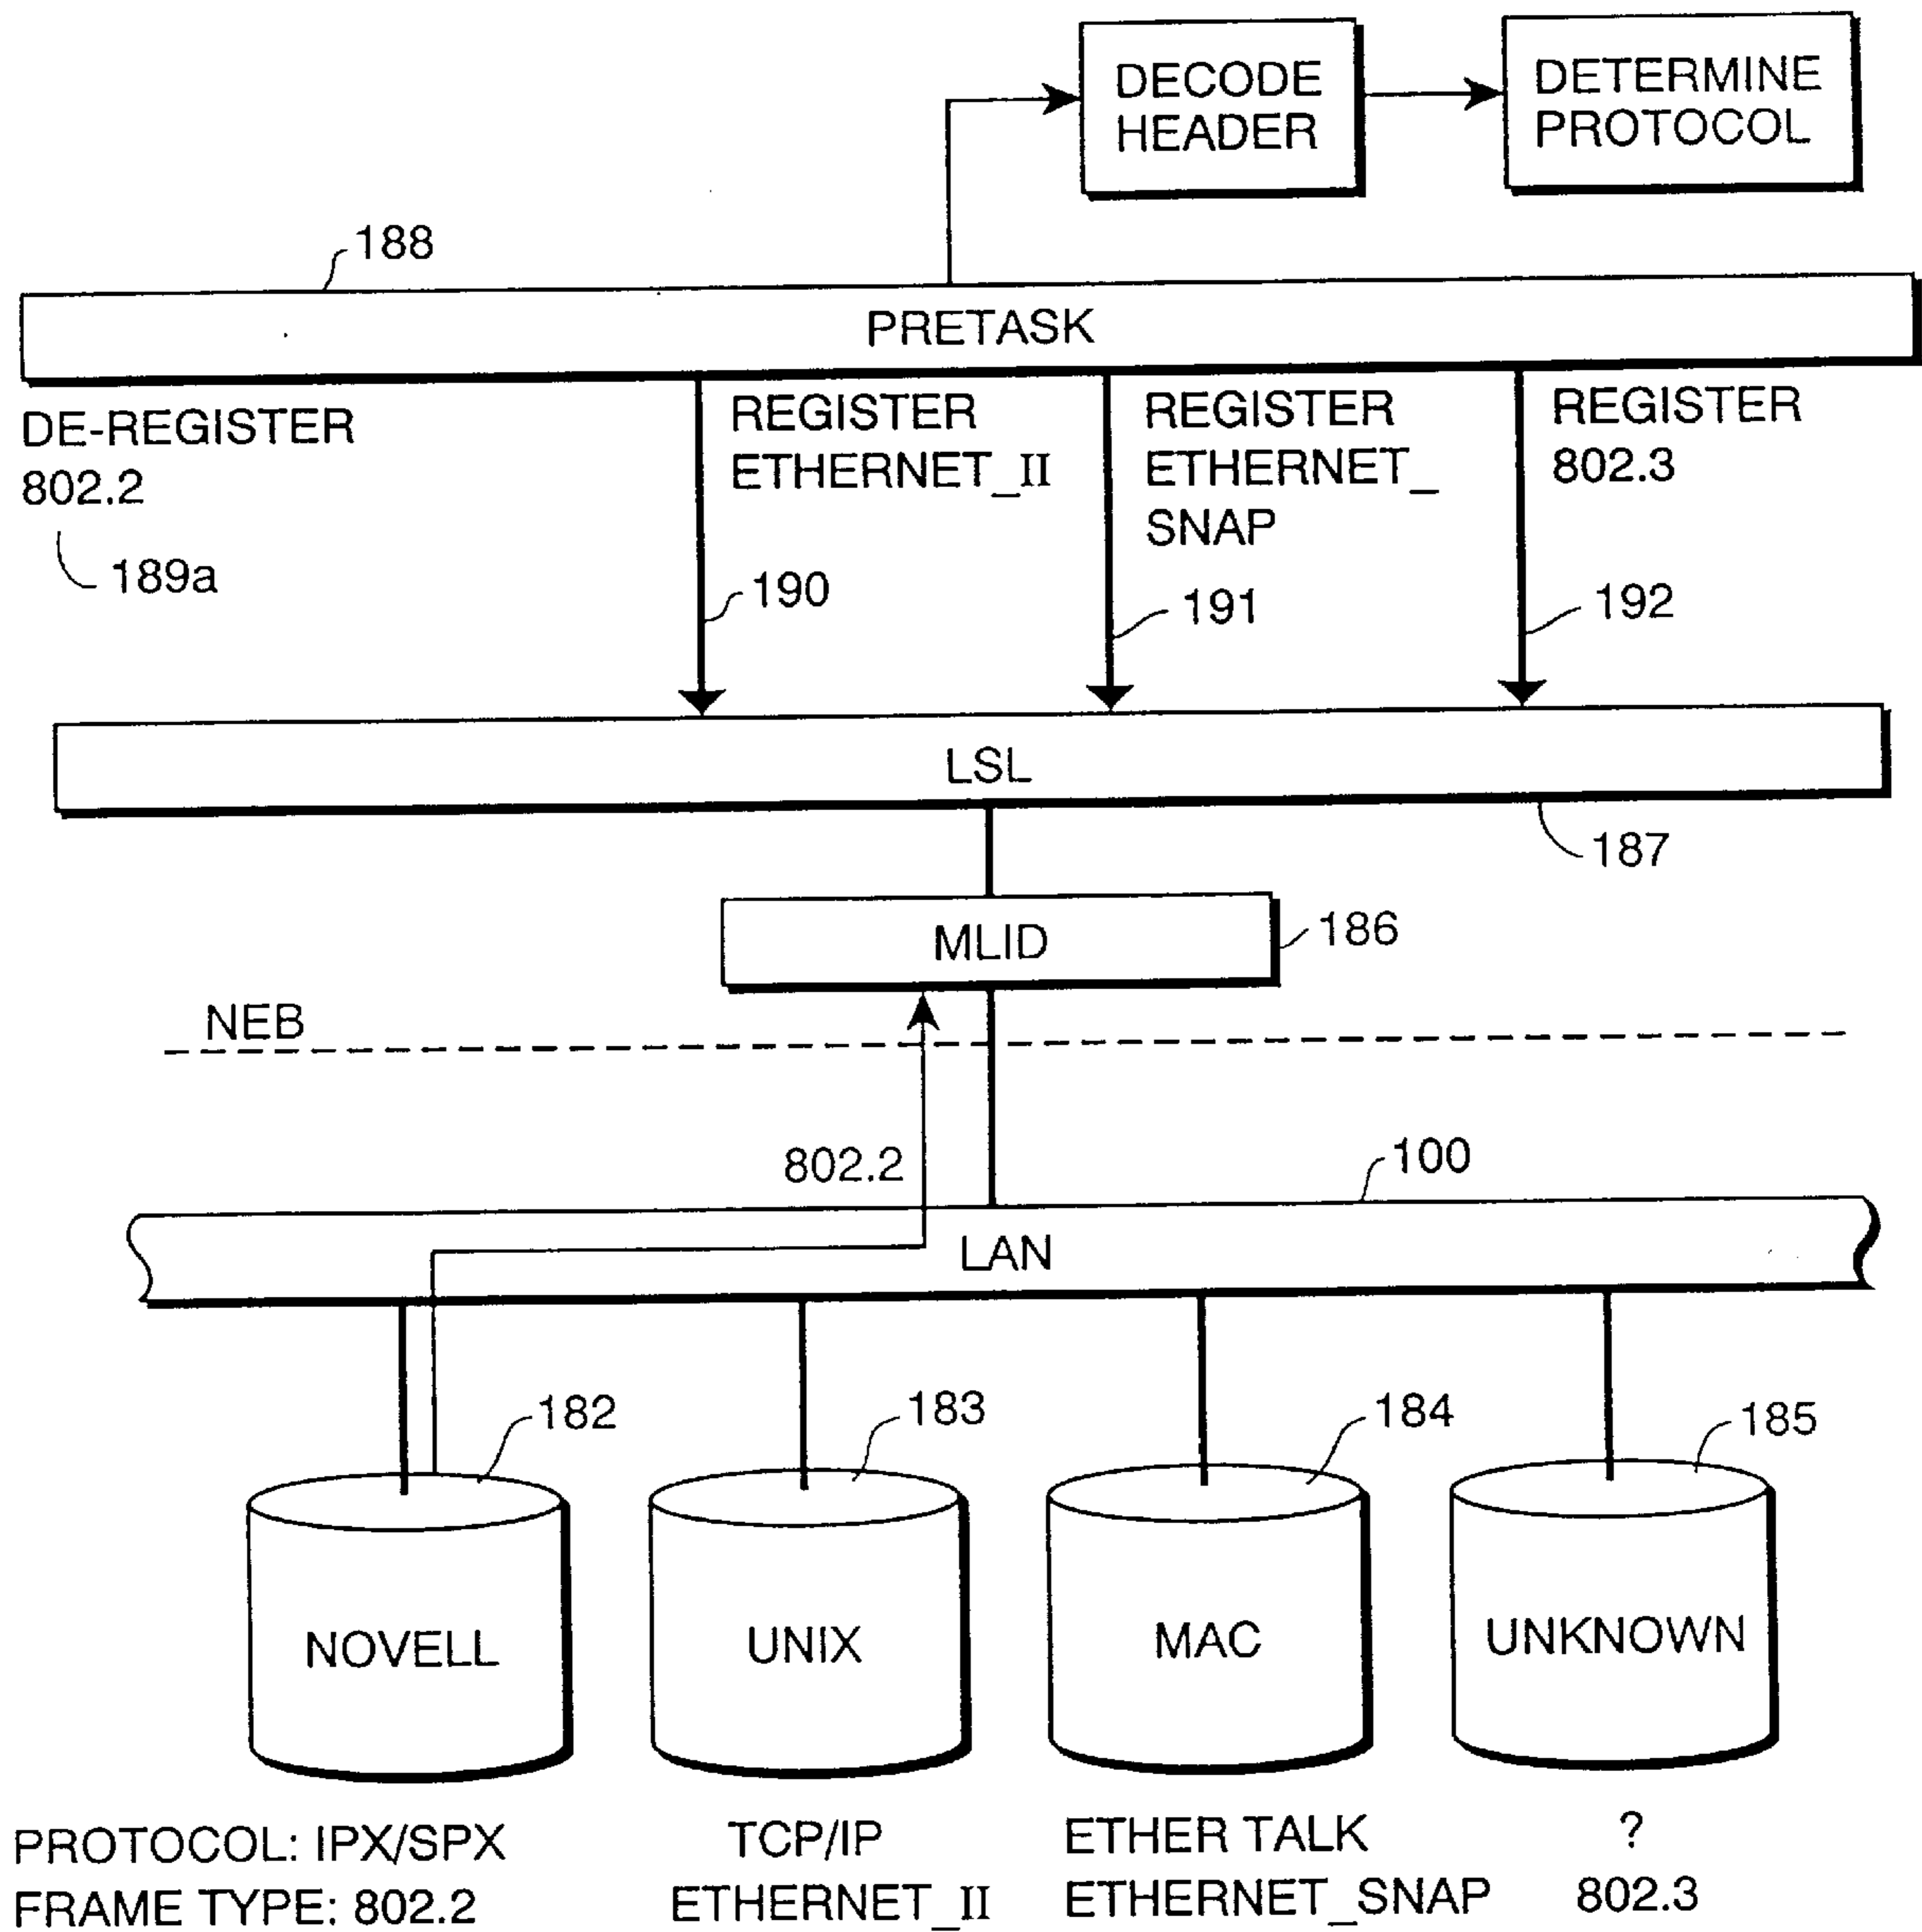 DECODE
HEADER
DETERMINE
PROTOCOL
188
PRETASK
DE-REGISTER
802.2
189a
REGISTER
ETHERNET_II
190
REGISTER
ETHERNET_
SNAP
191
REGISTER
802.3
192
LSL
187
MLID
186
NEB
802.2
100
LAN
182
183
184
185
NOVELL
UNIX
MAC
UNKNOWN
PROTOCOL: IPX/SPX
TCP/IP
ETHER TALK
?
FRAME TYPE: 802.2
ETHERNET_II
ETHERNET_SNAP
802.3